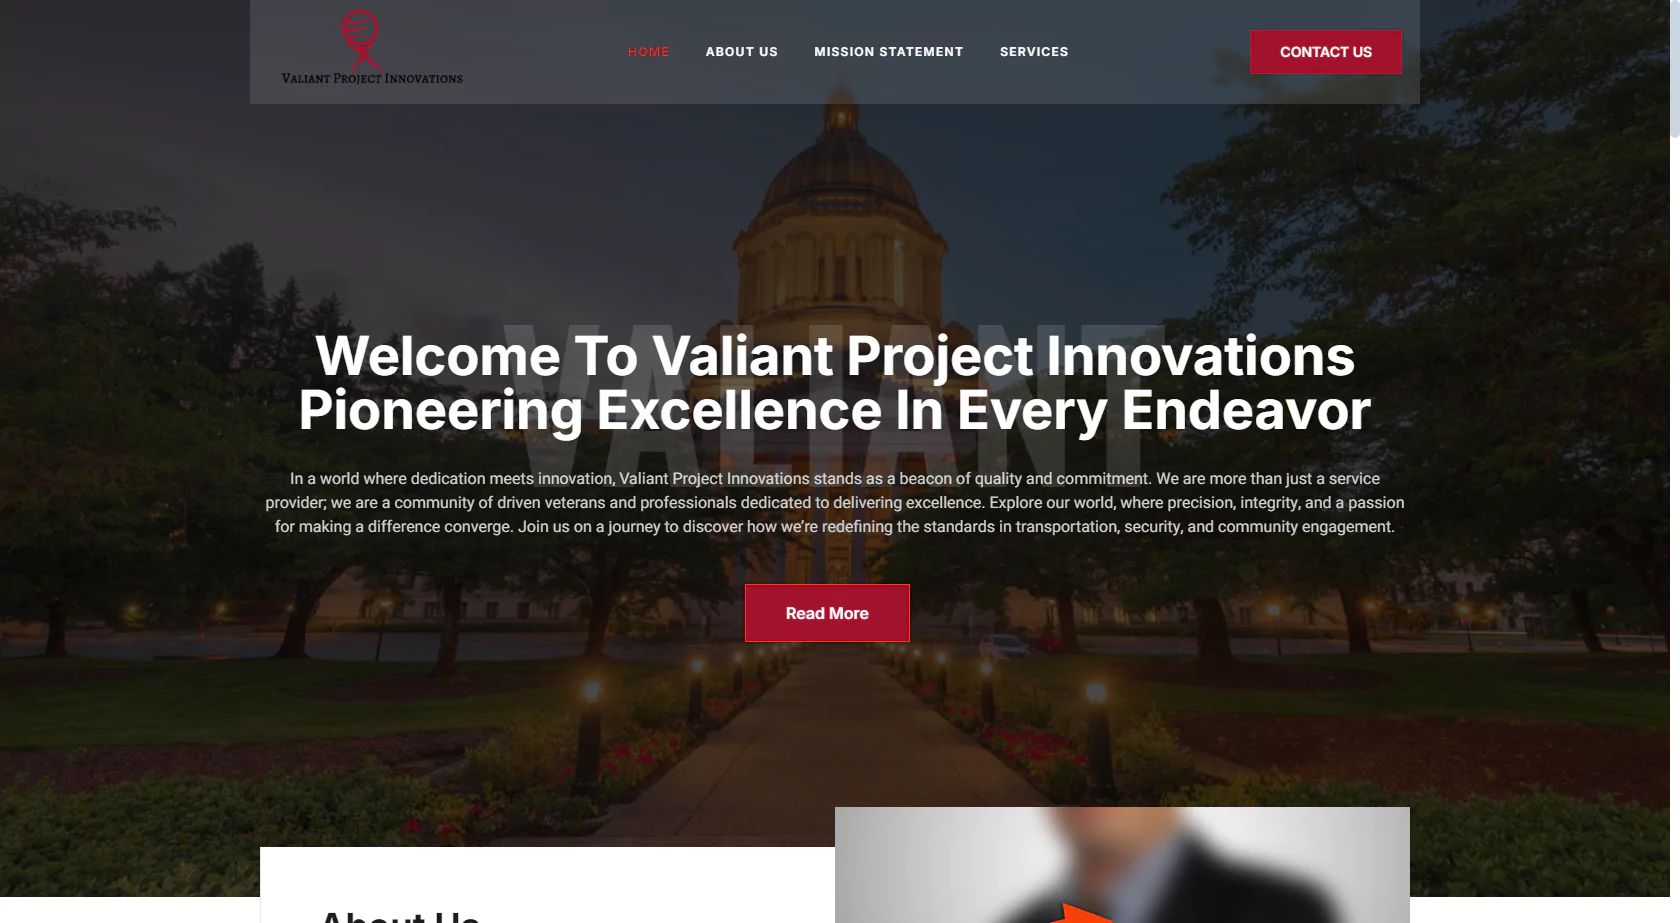 Valiant Project Innovations
HOME
ABOUT US
MISSION STATEMENT
SERVICES
CONTACT US
VALIANT
Welcome To Valiant Project Innovations
Pioneering Excellence In Every Endeavor
In a world where dedication meets innovation, Valiant Project Innovations stands as a beacon of quality and commitment. We are more than just a service
provider; we are a community of driven veterans and professionals dedicated to delivering excellence. Explore our world, where precision, integrity, and a passion
for making a difference converge. Join us on a journey to discover how we’re redefining the standards in transportation, security, and community engagement.
Read More
About Us